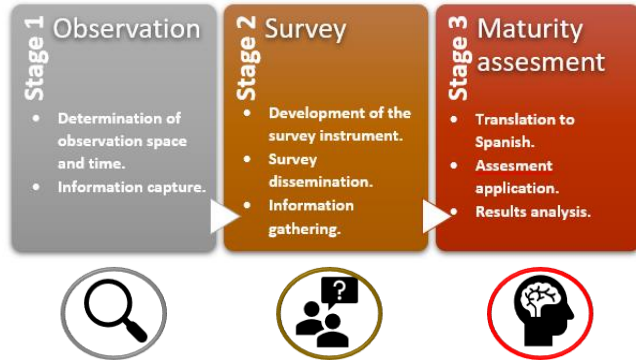 Stage 1
Observation
• Determination of
observation space
and time.
• Information capture.
Stage 2
Survey
• Development of the
survey instrument.
• Survey
dissemination.
• Information
gathering.
Stage 3
Maturity
assesment
• Translation to
Spanish.
• Assesment
application.
• Results analysis.
?